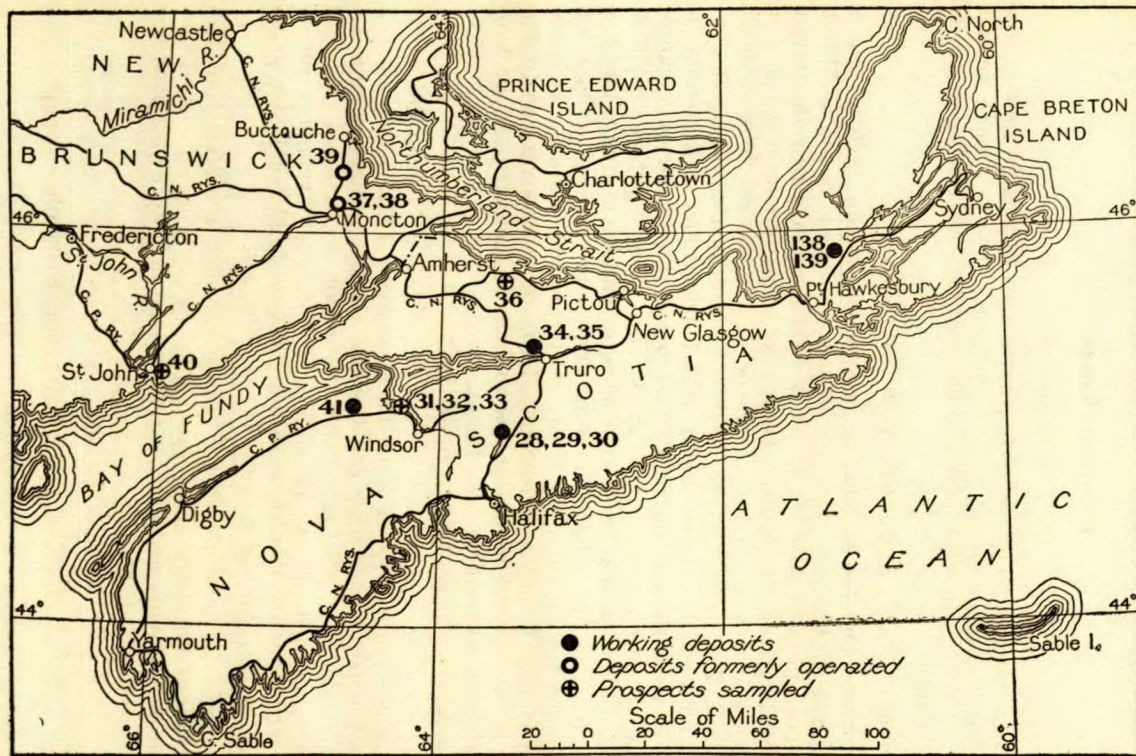 64°
62°
C. North
60°
Newcastle
NEW
Miramichi R.
C. N. RYS.
PRINCE EDWARD
ISLAND
CAPE BRETON
ISLAND
Buctouche
BRUNSWICK
39
C. N. RYS.
Northumberland Strait
Charlottetown
37, 38
Moncton
Sydney
46°
46°
Fredericton
St. John R.
Amherst
138
139
Pt. Hawkesbury
36
Pictou
C. N. RYS.
C. N. RYS.
New Glasgow
C. P. RY.
34, 35
Truro
St. John
40
BAY OF FUNDY
41
31, 32, 33
Windsor
28, 29, 30
C. P. RY.
NOVA SCOTIA
Digby
Halifax
ATLANTIC
OCEAN
C. N. RYS.
44°
44°
Yarmouth
Sable I.
Working deposits
Deposits formerly operated
Prospects sampled
Scale of Miles
20 0 20 40 60 80 100
C. Sable
66°
64°
60°